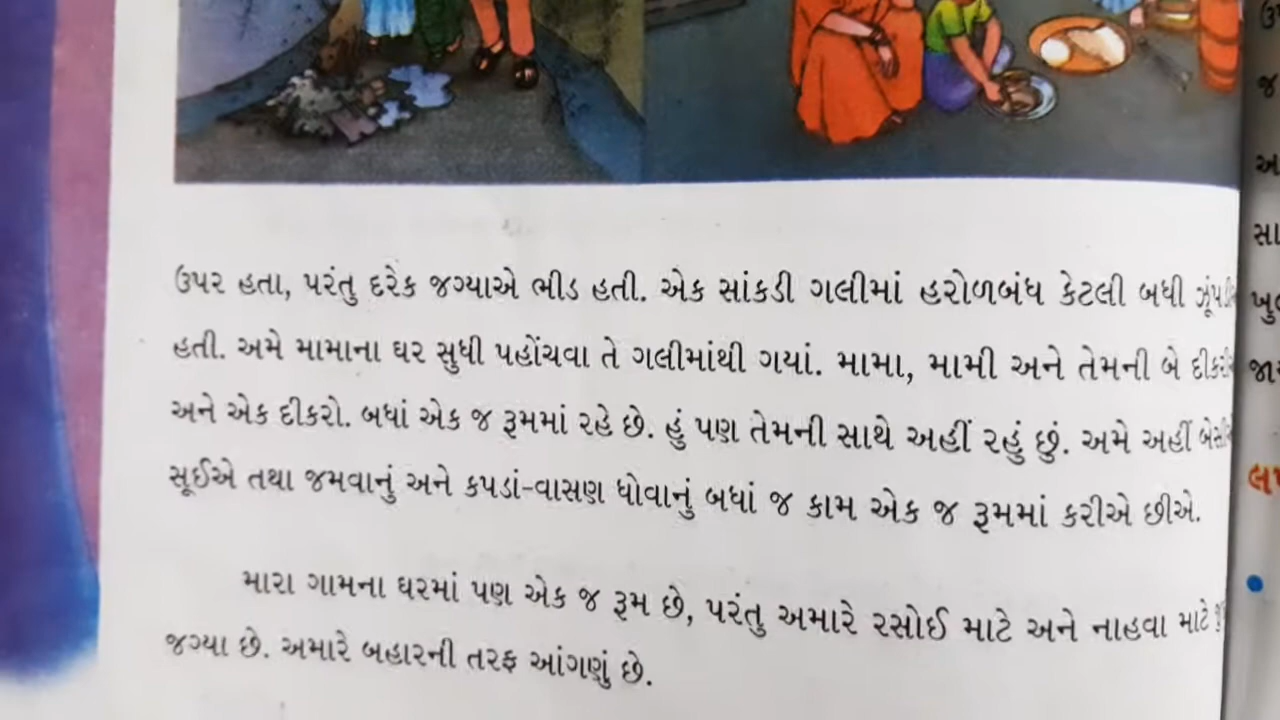 ઉપર હતા, પરંતુ દરેક જગ્યાએ ભીડ હતી. એક સાંકડી ગલીમાં હરોળબંધ કેટલી બધી
હતી. અમે મામાના ઘર સુધી પહોંચવા તે ગલીમાંથી ગયાં. મામા, મામી અને તેમની બે
અને એક દીકરો. બધાં એક જ રૂમમાં રહે છે. હું પણ તેમની સાથે અહીં રહું છું. અમે અહીં
સૂઈએ તથા જમવાનું અને કપડાં-વાસણ ધોવાનું બધાં જ કામ એક જ રૂમમાં કરીએ છીએ.
મારા ગામના ઘરમાં પણ એક જ રૂમ છે, પરંતુ અમારે રસોઈ માટે અને નાહવા માટે
જગ્યા છે. અમારે બહારની તરફ આંગણું છે.